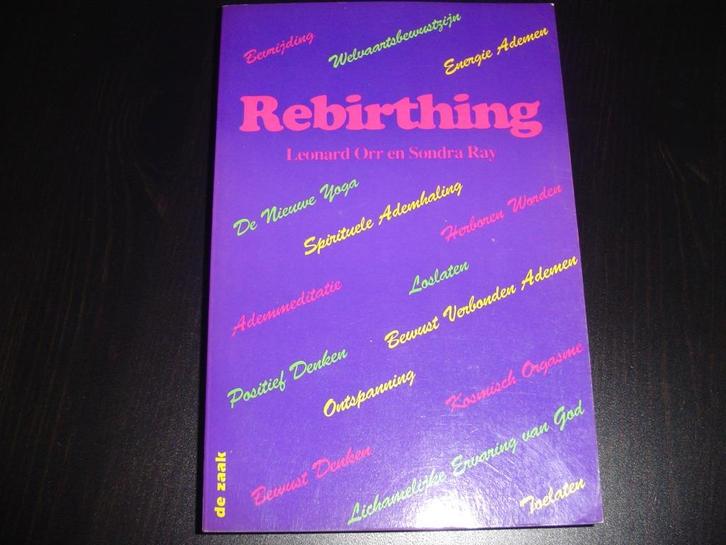 Bevrijding
Welvaartsbewustzijn
Energie Ademen
Rebirthing
Leonard Orr en Sondra Ray
De Nieuwe Yoga
Spirituele Ademhaling
Herboren Worden
Ademmeditatie
Loslaten
Bewust Verbonden Ademen
Positief Denken
Ontspanning
Kosmisch Orgasme
Bewust Denken
Lichamelijke Ervaring van God
Toelaten
de zaak